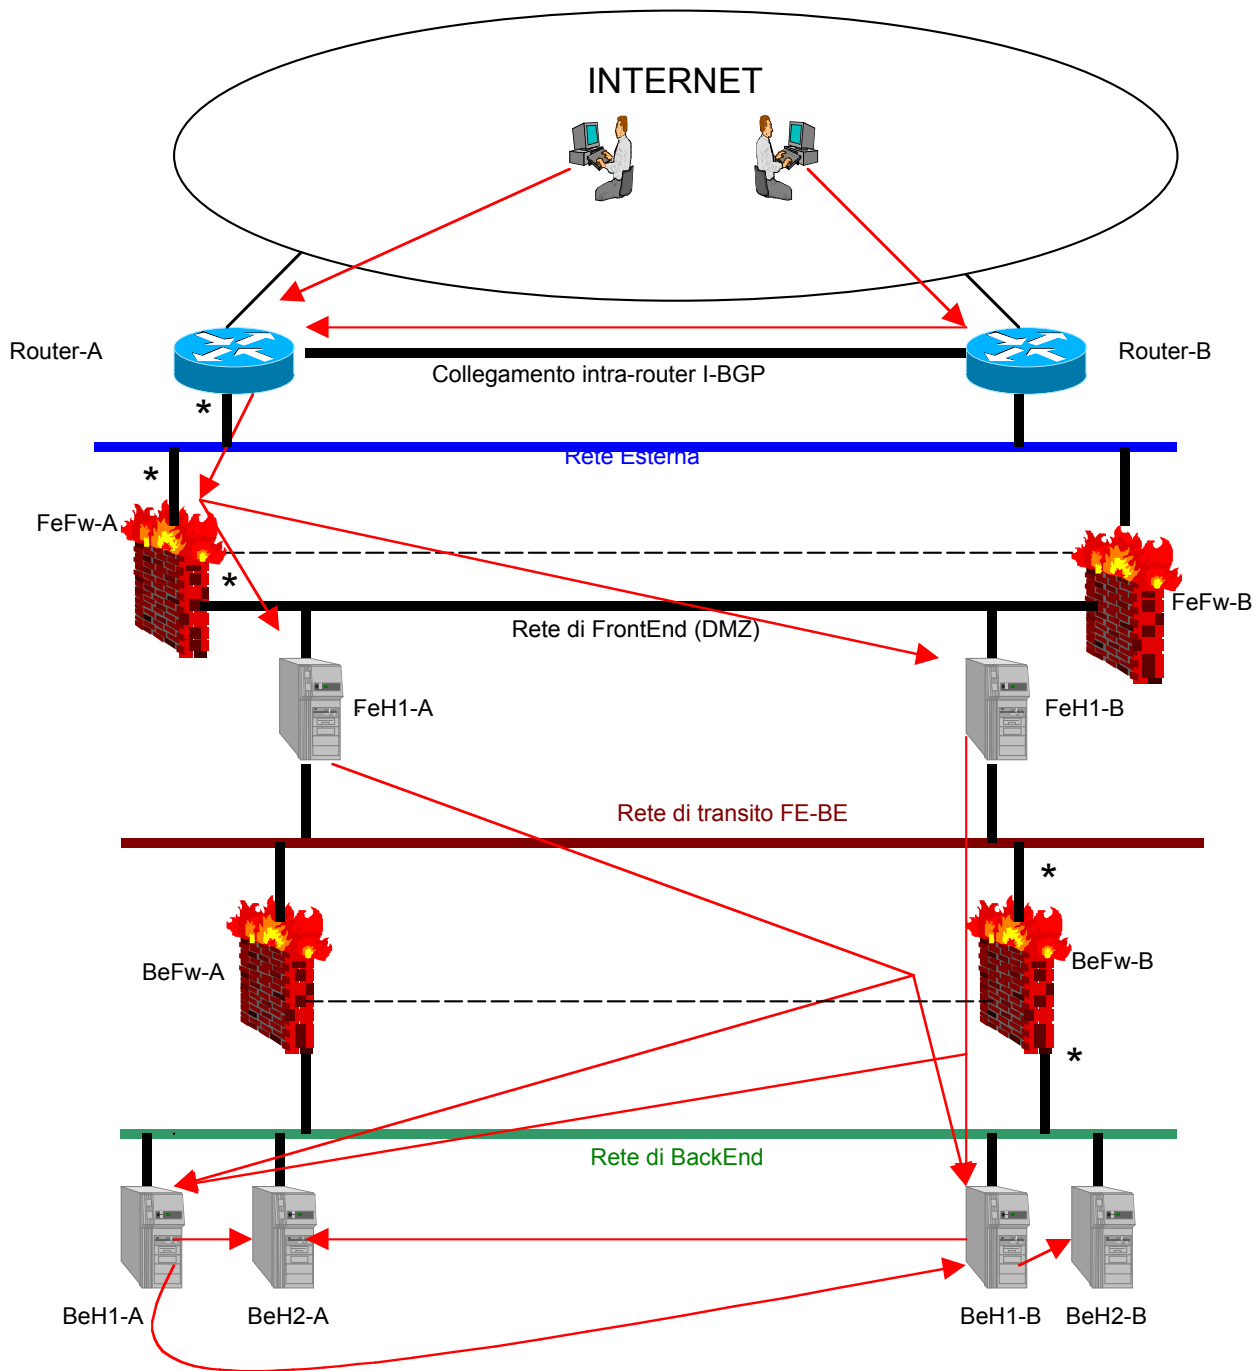 INTERNET
Router-A
Router-B
Collegamento intra-router I-BGP
*
Rete Esterna
*
FeFw-A
*
FeFw-B
Rete di FrontEnd (DMZ)
FeH1-A
FeH1-B
Rete di transito FE-BE
*
BeFw-A
BeFw-B
*
Rete di BackEnd
BeH1-A
BeH2-A
BeH1-B
BeH2-B